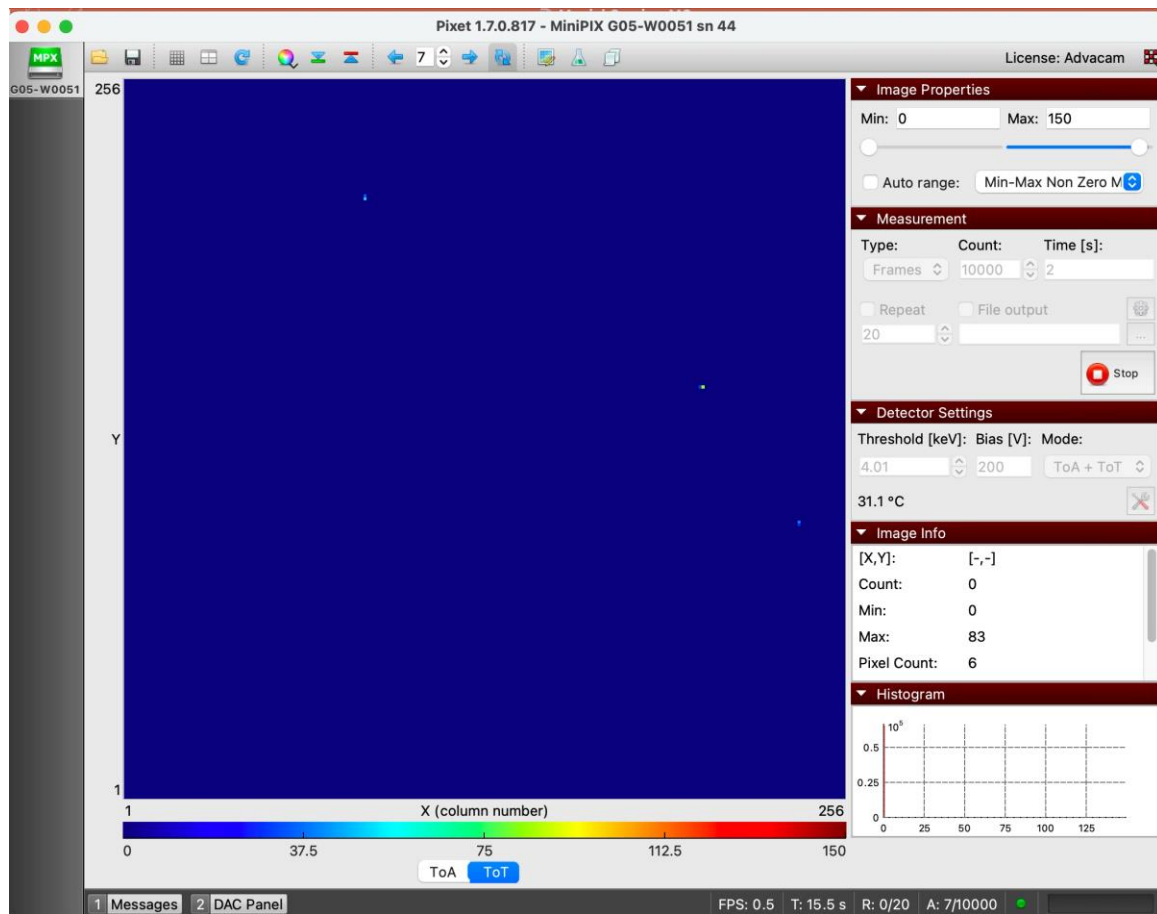 Pixet 1.7.0.817 - MiniPIX G05-W0051 sn 44
MPX
G05-W0051
7
License: Advacam
256
Y
1
1 X (column number) 256
0 37.5 75 112.5 150
ToA ToT
Image Properties
Min: 0 Max: 150
Auto range: Min-Max Non Zero M
Measurement
Type: Count: Time [s]:
Frames 10000 2
Repeat File output
20 ...
Stop
Detector Settings
Threshold [keV]: Bias [V]: Mode:
4.01 200 ToA + ToT
31.1 °C
Image Info
[X,Y]: [-,-]
Count: 0
Min: 0
Max: 83
Pixel Count: 6
Histogram
10⁵
0.5
0.25
0
0 25 50 75 100 125
1 Messages 2 DAC Panel FPS: 0.5 T: 15.5 s R: 0/20 A: 7/10000